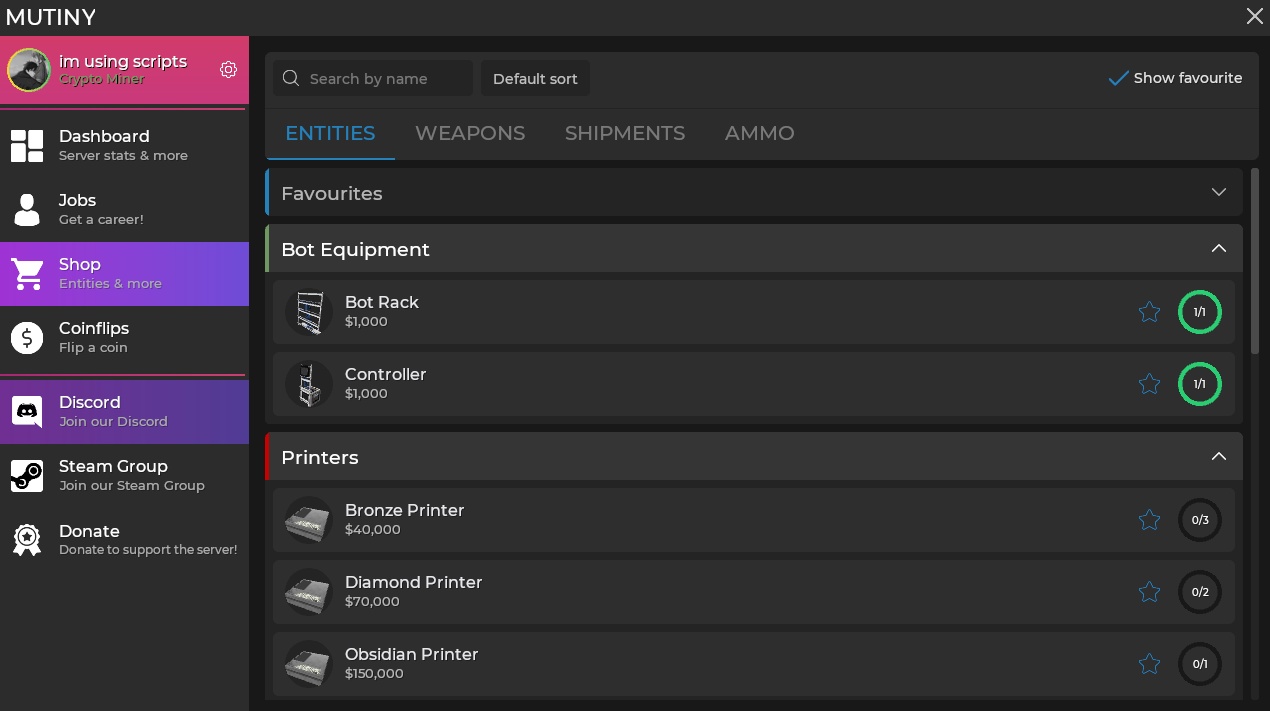 MUTINY
im using scripts
Crypto Miner
Dashboard
Server stats & more
Jobs
Get a career!
Shop
Entities & more
Coinflips
Flip a coin
Discord
Join our Discord
Steam Group
Join our Steam Group
Donate
Donate to support the server!
Search by name
Default sort
Show favourite
ENTITIES
WEAPONS
SHIPMENTS
AMMO
Favourites
Bot Equipment
Bot Rack
$1,000
1/1
Controller
$1,000
1/1
Printers
Bronze Printer
$40,000
0/3
Diamond Printer
$70,000
0/2
Obsidian Printer
$150,000
0/1